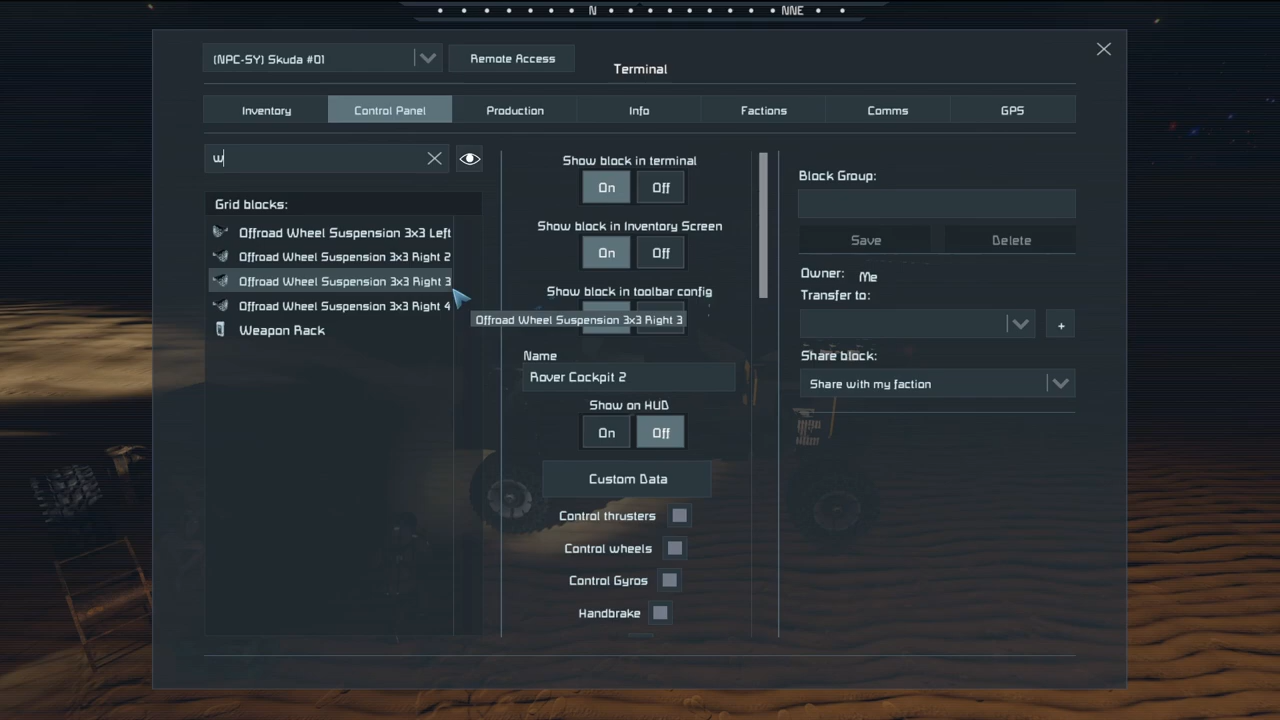 N NNE
(NPC-SY) Skuda #01
Remote Access
Terminal
Inventory
Control Panel
Production
Info
Factions
Comms
GPS
w
Grid blocks:
Offroad Wheel Suspension 3x3 Left
Offroad Wheel Suspension 3x3 Right 2
Offroad Wheel Suspension 3x3 Right 3
Offroad Wheel Suspension 3x3 Right 4
Weapon Rack
Offroad Wheel Suspension 3x3 Right 3
Show block in terminal
On Off
Show block in Inventory Screen
On Off
Show block in toolbar config
Name
Rover Cockpit 2
Show on HUD
On Off
Custom Data
Control thrusters
Control wheels
Control Gyros
Handbrake
Block Group:
Save Delete
Owner: Me
Transfer to:
+
Share block:
Share with my faction